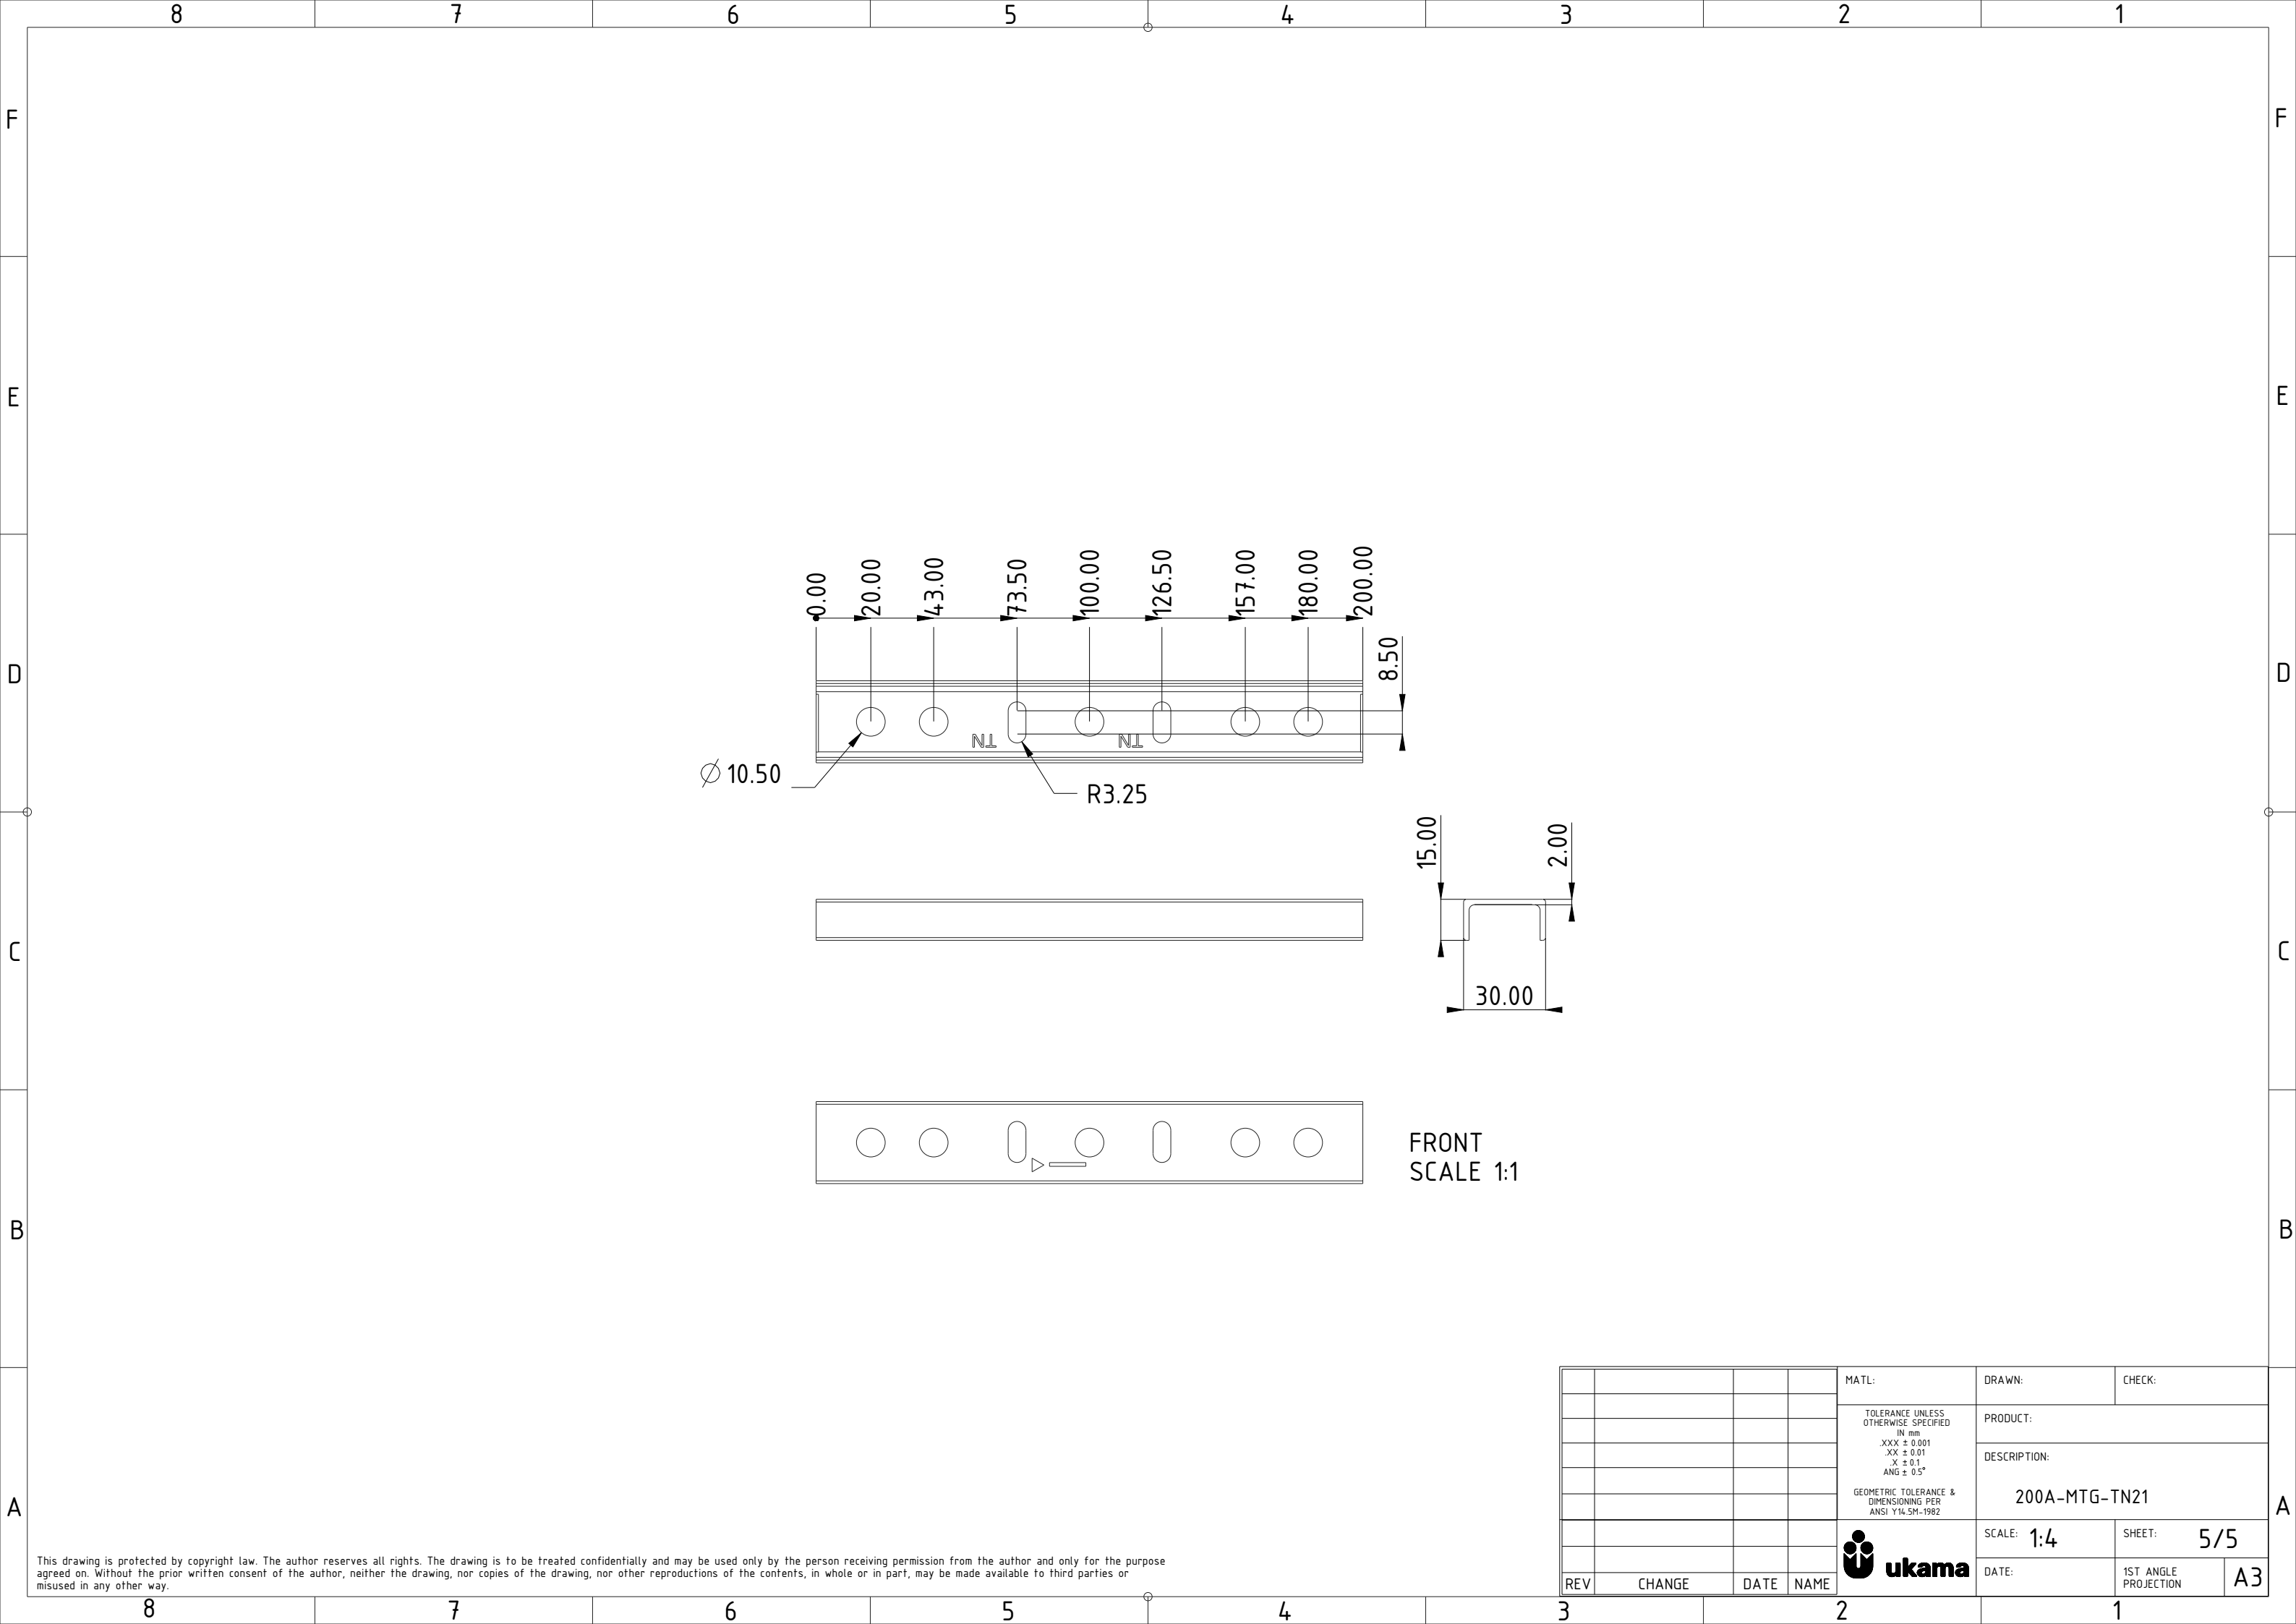 8 7 6 5 4 3 2 1
F F
E E
D D
C C
B B
A A
0.00
20.00
43.00
73.50
100.00
126.50
157.00
180.00
200.00
8.50
TN TN
Ø 10.50
R3.25
15.00
2.00
30.00
FRONT
SCALE 1:1
MATL:
DRAWN:
CHECK:
TOLERANCE UNLESS
OTHERWISE SPECIFIED
IN mm
.XXX ± 0.001
.XX ± 0.01
.X ± 0.1
ANG ± 0.5°
GEOMETRIC TOLERANCE &
DIMENSIONING PER
ANSI Y14.5M-1982
PRODUCT:
DESCRIPTION:
200A-MTG-TN21
SCALE: 1:4
SHEET: 5/5
ukama
DATE:
1ST ANGLE
PROJECTION
A3
REV CHANGE DATE NAME
This drawing is protected by copyright law. The author reserves all rights. The drawing is to be treated confidentially and may be used only by the person receiving permission from the author and only for the purpose
agreed on. Without the prior written consent of the author, neither the drawing, nor copies of the drawing, nor other reproductions of the contents, in whole or in part, may be made available to third parties or
misused in any other way.
8 7 6 5 4 3 2 1